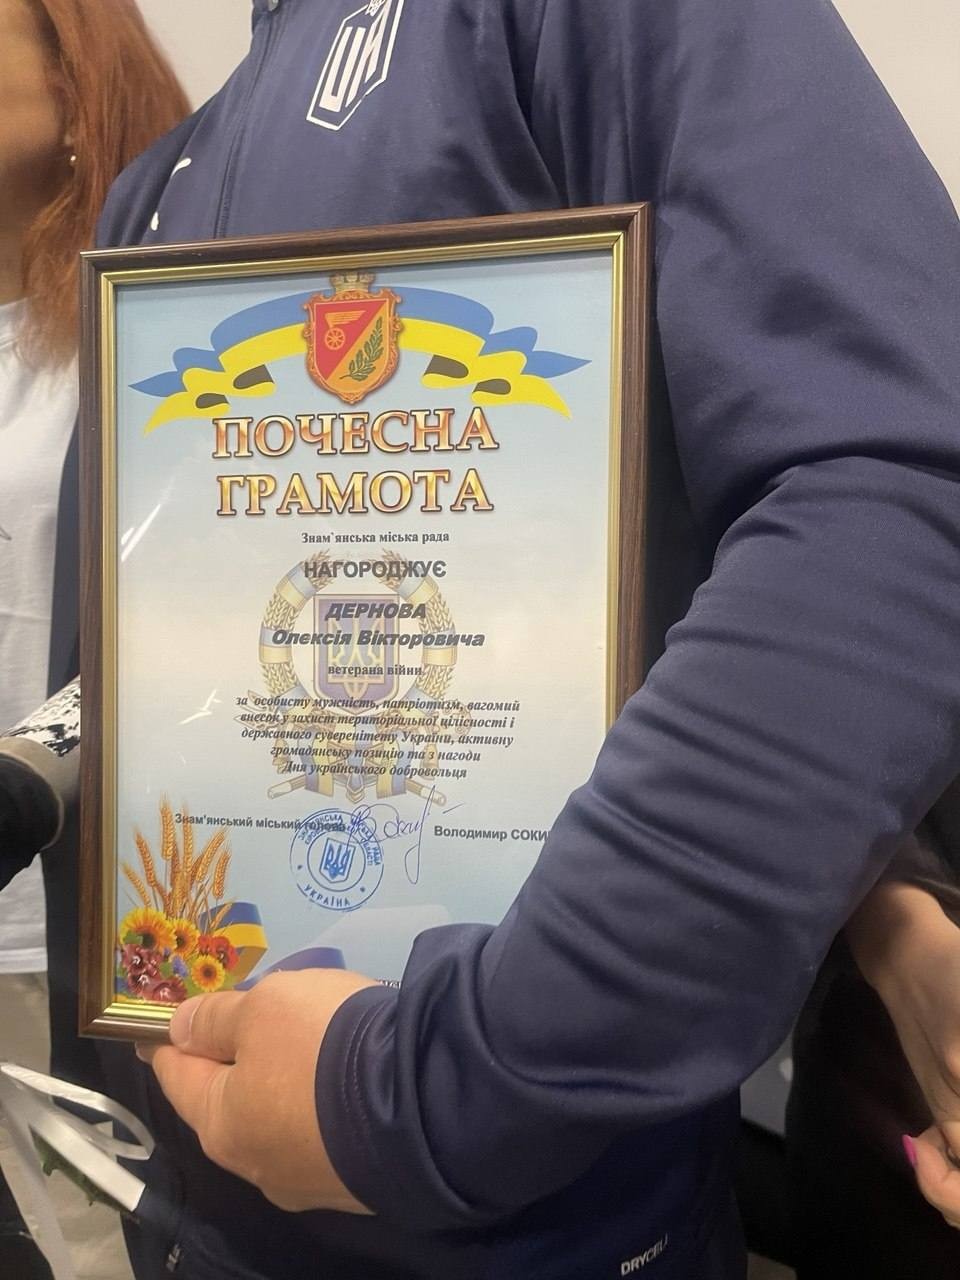 ПОЧЕСНА
ГРАМОТА
Знам`янська міська рада
НАГОРОДЖУЄ
ДЕРНОВА
Олексія Вікторовича
ветерана війни
за особисту мужність, патріотизм, вагомий
внесок у захист територіальної цілісності і
державного суверенітету України, активну
громадянську позицію та з нагоди
Дня українського добровольця
Знам'янський міський голова Володимир СОКИ
УКРАЇНА
DRYCELL